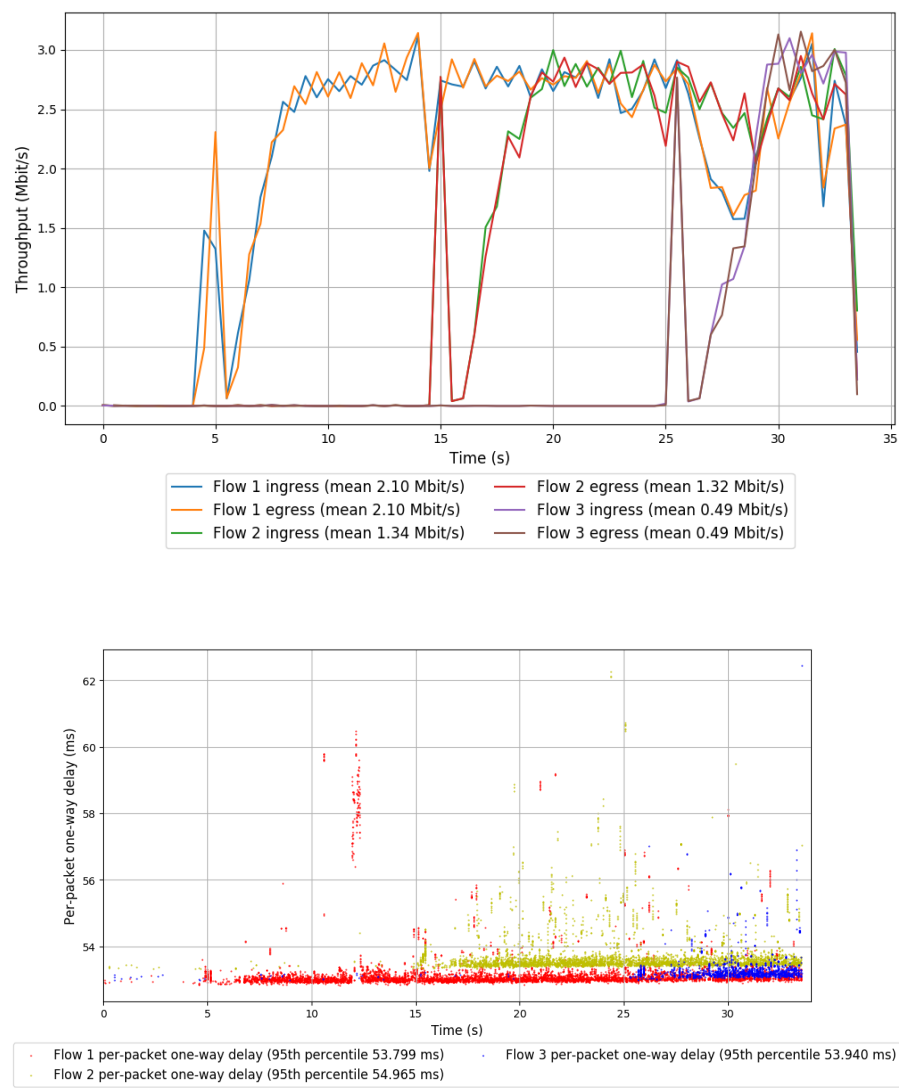 3.0
2.5
2.0
1.5
1.0
0.5
0.0
Throughput (Mbit/s)
0 5 10 15 20 25 30 35
Time (s)
Flow 1 ingress (mean 2.10 Mbit/s) Flow 2 egress (mean 1.32 Mbit/s)
Flow 1 egress (mean 2.10 Mbit/s) Flow 3 ingress (mean 0.49 Mbit/s)
Flow 2 ingress (mean 1.34 Mbit/s) Flow 3 egress (mean 0.49 Mbit/s)
62
60
58
56
54
Per-packet one-way delay (ms)
0 5 10 15 20 25 30
Time (s)
Flow 1 per-packet one-way delay (95th percentile 53.799 ms) Flow 3 per-packet one-way delay (95th percentile 53.940 ms)
Flow 2 per-packet one-way delay (95th percentile 54.965 ms)